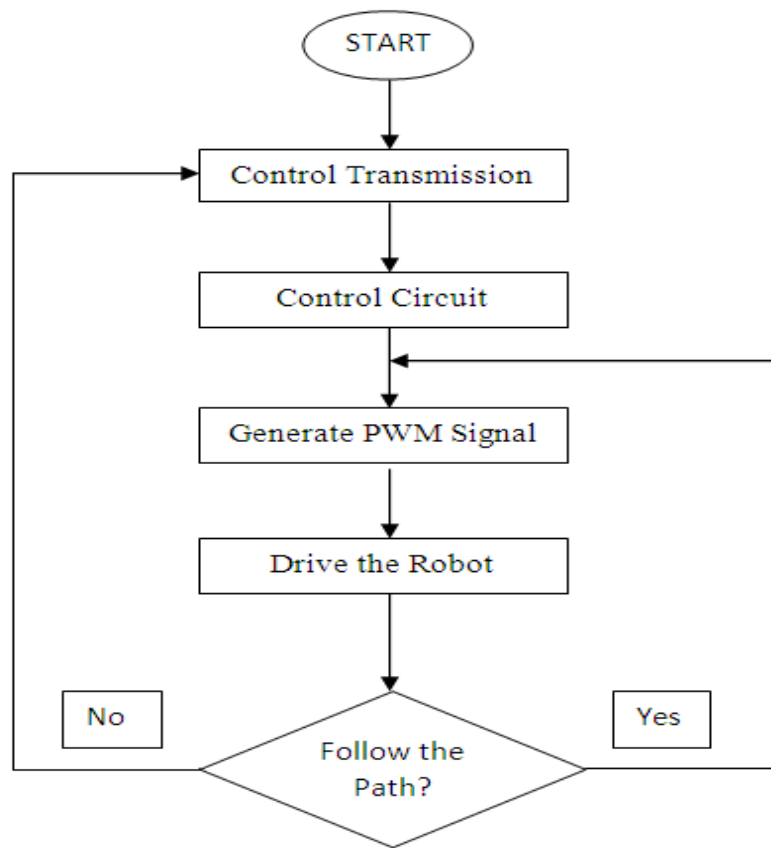 START
Control Transmission
Control Circuit
Generate PWM Signal
Drive the Robot
No
Yes
Follow the
Path?